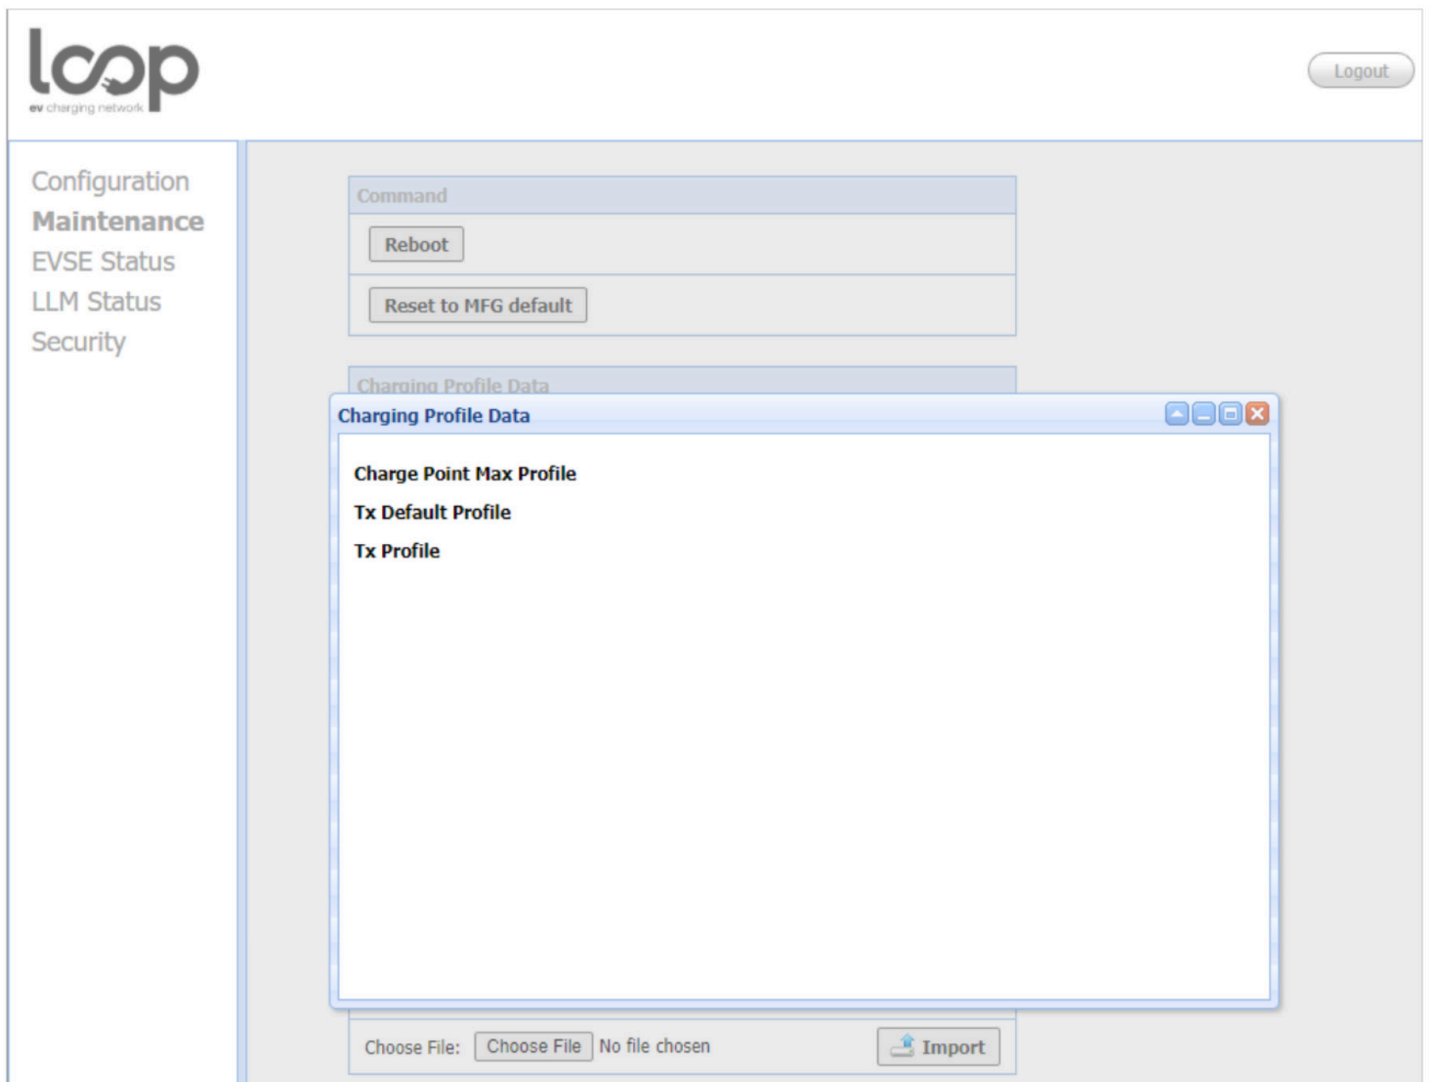 loop
ev charging network
Logout
Configuration
Maintenance
EVSE Status
LLM Status
Security
Command
Reboot
Reset to MFG default
Charging Profile Data
Charging Profile Data
Charge Point Max Profile
Tx Default Profile
Tx Profile
Choose File: Choose File No file chosen Import